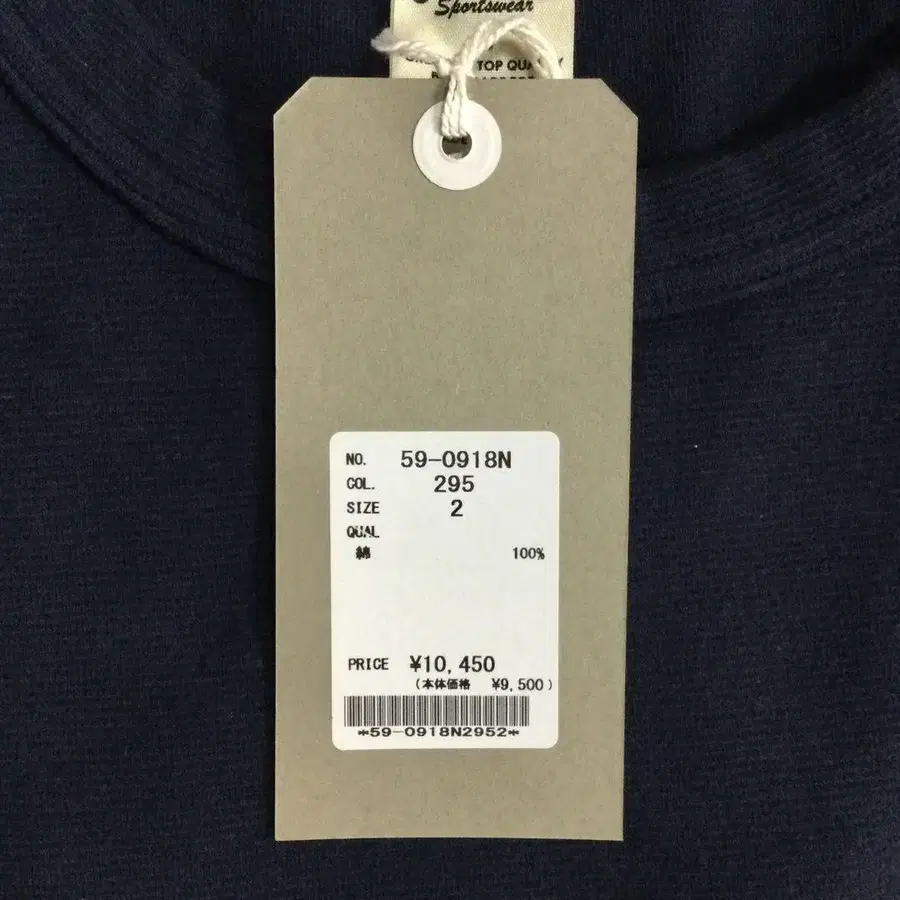 Sportswear
TOP QUA
NO. 59-0918N
COL. 295
SIZE 2
QUAL
綿 100%
PRICE ¥10,450
(本体価格 ¥9,500)
*59-0918N2952*